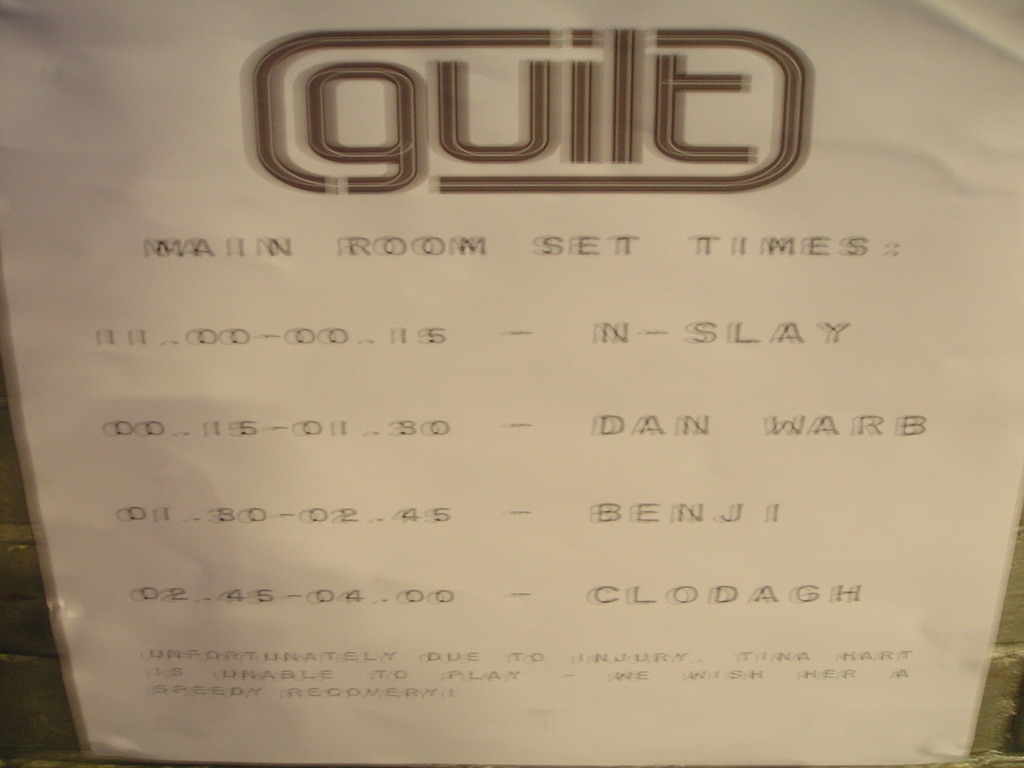 guilt
MAIN ROOM SET TIMES:
11.00-00.15 - N-SLAY
00.15-01.30 - DAN WARB
01.30-02.45 - BENJI
02.45-04.00 - CLODAGH
UNFORTUNATELY DUE TO INJURY, TINA HART
IS UNABLE TO PLAY - WE WISH HER A
SPEEDY RECOVERY!